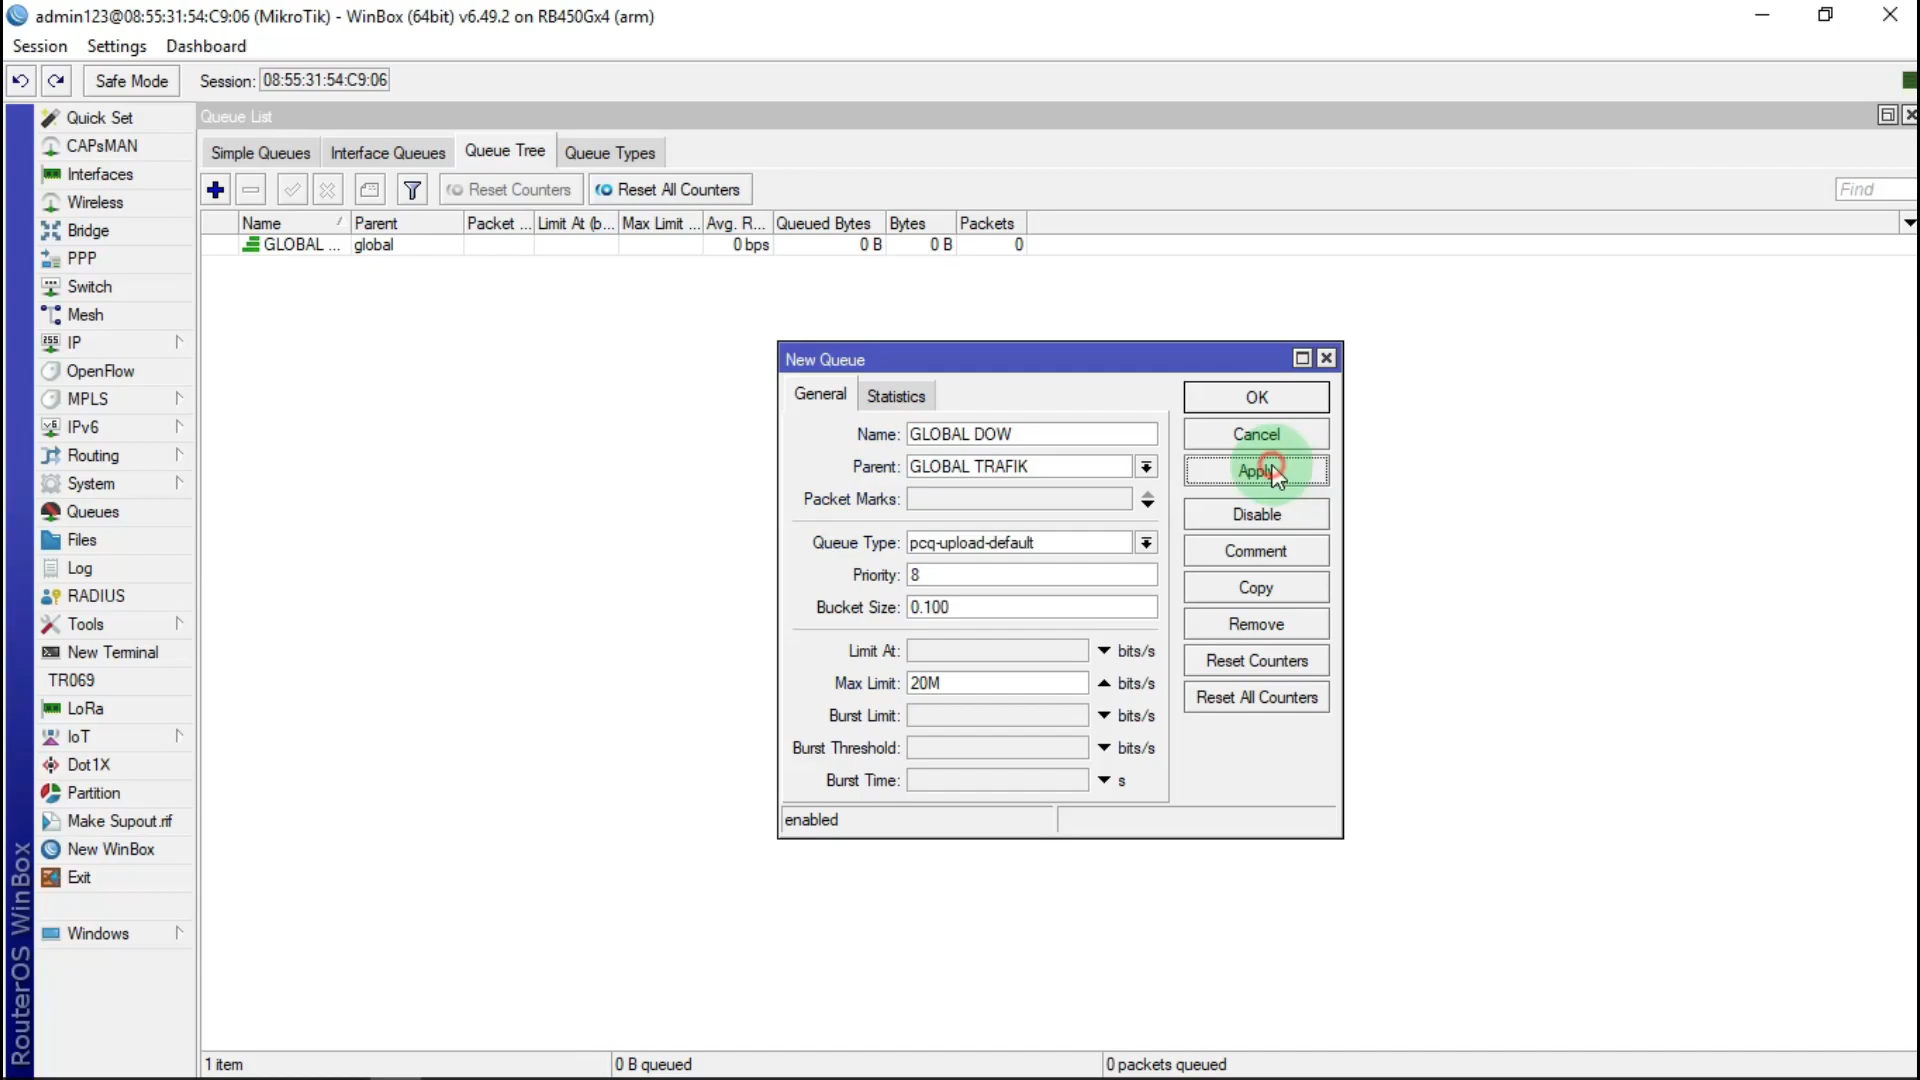 admin123@08:55:31:54:C9:06 (MikroTik) - WinBox (64bit) v6.49.2 on RB450Gx4 (arm)
Session Settings Dashboard
Safe Mode Session: 08:55:31:54:C9:06
Quick Set
CAPsMAN
Interfaces
Wireless
Bridge
PPP
Switch
Mesh
IP
OpenFlow
MPLS
IPv6
Routing
System
Queues
Files
Log
RADIUS
Tools
New Terminal
TR069
LoRa
IoT
Dot1X
Partition
Make Supout.rif
New WinBox
Exit
Windows
RouterOS WinBox
Queue List
Simple Queues Interface Queues Queue Tree Queue Types
Reset Counters Reset All Counters Find
Name Parent Packet ... Limit At (b... Max Limit ... Avg. R... Queued Bytes Bytes Packets
GLOBAL ... global 0 bps 0 B 0 B 0
New Queue
General Statistics
Name: GLOBAL DOW
Parent: GLOBAL TRAFIK
Packet Marks:
Queue Type: pcq-upload-default
Priority: 8
Bucket Size: 0.100
Limit At: bits/s
Max Limit: 20M bits/s
Burst Limit: bits/s
Burst Threshold: bits/s
Burst Time: s
enabled
OK
Cancel
Apply
Disable
Comment
Copy
Remove
Reset Counters
Reset All Counters
1 item 0 B queued 0 packets queued